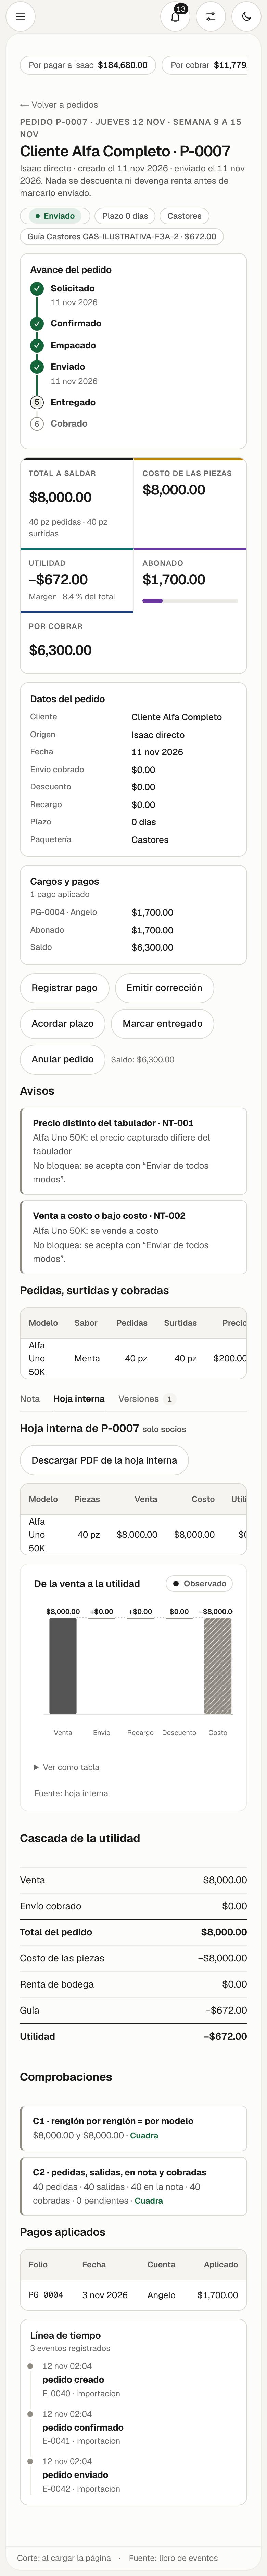 13
Por pagar a Isaac $184,680.00
Por cobrar $11,779.
← Volver a pedidos
PEDIDO P-0007 · JUEVES 12 NOV · SEMANA 9 A 15
NOV
Cliente Alfa Completo · P-0007
Isaac directo · creado el 11 nov 2026 · enviado el 11 nov
2026. Nada se descuenta ni devenga renta antes de
marcarlo enviado.
Enviado
Plazo 0 días
Castores
Guía Castores CAS-ILUSTRATIVA-F3A-2 · $672.00
Avance del pedido
Solicitado
11 nov 2026
Confirmado
Empacado
Enviado
11 nov 2026
5 Entregado
6 Cobrado
TOTAL A SALDAR
$8,000.00
40 pz pedidas · 40 pz
surtidas
COSTO DE LAS PIEZAS
$8,000.00
UTILIDAD
−$672.00
Margen -8.4 % del total
ABONADO
$1,700.00
POR COBRAR
$6,300.00
Datos del pedido
Cliente Cliente Alfa Completo
Origen Isaac directo
Fecha 11 nov 2026
Envío cobrado $0.00
Descuento $0.00
Recargo $0.00
Plazo 0 días
Paquetería Castores
Cargos y pagos
1 pago aplicado
PG-0004 · Angelo $1,700.00
Abonado $1,700.00
Saldo $6,300.00
Registrar pago
Emitir corrección
Acordar plazo
Marcar entregado
Anular pedido
Saldo: $6,300.00
Avisos
Precio distinto del tabulador · NT-001
Alfa Uno 50K: el precio capturado difiere del
tabulador
No bloquea: se acepta con "Enviar de todos
modos".
Venta a costo o bajo costo · NT-002
Alfa Uno 50K: se vende a costo
No bloquea: se acepta con "Enviar de todos
modos".
Pedidas, surtidas y cobradas
Modelo Sabor Pedidas Surtidas Precio
Alfa
Uno
50K
Menta 40 pz 40 pz $200.00
Nota Hoja interna Versiones 1
Hoja interna de P-0007 solo socios
Descargar PDF de la hoja interna
Modelo Piezas Venta Costo Utili
Alfa
Uno
50K
40 pz $8,000.00 $8,000.00 $0
De la venta a la utilidad
Observado
$8,000.00 +$0.00 +$0.00 $0.00 −$8,000.0
Venta Envío Recargo Descuento Costo
▶ Ver como tabla
Fuente: hoja interna
Cascada de la utilidad
Venta $8,000.00
Envío cobrado $0.00
Total del pedido $8,000.00
Costo de las piezas −$8,000.00
Renta de bodega $0.00
Guía −$672.00
Utilidad −$672.00
Comprobaciones
C1 · renglón por renglón = por modelo
$8,000.00 y $8,000.00 · Cuadra
C2 · pedidas, salidas, en nota y cobradas
40 pedidas · 40 salidas · 40 en la nota · 40
cobradas · 0 pendientes · Cuadra
Pagos aplicados
Folio Fecha Cuenta Aplicado
PG-0004 3 nov 2026 Angelo $1,700.00
Línea de tiempo
3 eventos registrados
12 nov 02:04
pedido creado
E-0040 · importacion
12 nov 02:04
pedido confirmado
E-0041 · importacion
12 nov 02:04
pedido enviado
E-0042 · importacion
Corte: al cargar la página · Fuente: libro de eventos